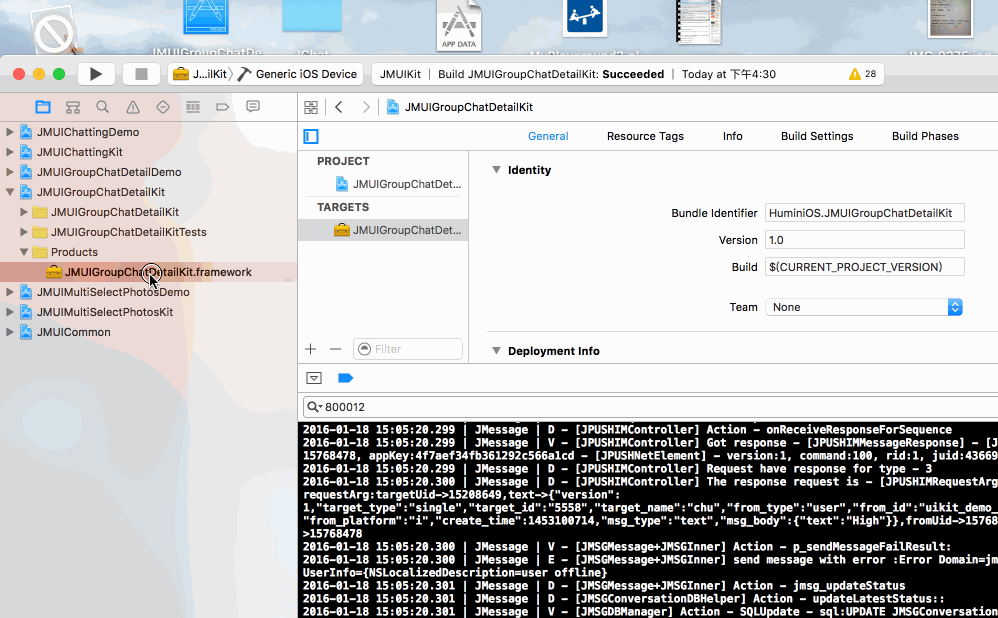 APP DATA
J...ilKit
Generic iOS Device
JMUIKit | Build JMUIGroupChatDetailKit: Succeeded | Today at 下午4:30
28
JMUIGroupChatDetailKit
JMUIChattingDemo
JMUIChattingKit
JMUIGroupChatDetailDemo
JMUIGroupChatDetailKit
JMUIGroupChatDetailKit
JMUIGroupChatDetailKitTests
Products
JMUIGroupChatDetailKit.framework
JMUIMultiSelectPhotosDemo
JMUIMultiSelectPhotosKit
JMUICommon
General
Resource Tags
Info
Build Settings
Build Phases
PROJECT
JMUIGroupChatDet...
TARGETS
JMUIGroupChatDet...
Filter
Identity
Bundle Identifier HuminiOS.JMUIGroupChatDetailKit
Version 1.0
Build $(CURRENT_PROJECT_VERSION)
Team None
Deployment Info
800012
2016-01-18 15:05:20.299 | JMessage | D - [JPUSHIMController] Action - onReceiveResponseForSequence
2016-01-18 15:05:20.299 | JMessage | V - [JPUSHIMController] Got response - [JPUSHIMMessageResponse] - [J
15768478, appKey:4f7aef34fb361292c566a1cd - [JPUSHNetElement] - version:1, command:100, rid:1, juid:43669
2016-01-18 15:05:20.299 | JMessage | D - [JPUSHIMController] Request have response for type - 3
2016-01-18 15:05:20.300 | JMessage | D - [JPUSHIMController] The response request is - [JPUSHIMRequestArg
requestArg:targetUid->15208649,text->{"version":
1,"target_type":"single","target_id":"5558","target_name":"chu","from_type":"user","from_id":"uikit_demo_
"from_platform":"i","create_time":1453100714,"msg_type":"text","msg_body":{"text":"High"}},fromUid->15768
>15768478
2016-01-18 15:05:20.300 | JMessage | V - [JMSGMessage+JMSGInner] Action - p_sendMessageFailResult:
2016-01-18 15:05:20.300 | JMessage | E - [JMSGMessage+JMSGInner] send message with error :Error Domain=jm
UserInfo={NSLocalizedDescription=user offline}
2016-01-18 15:05:20.301 | JMessage | D - [JMSGMessage+JMSGInner] Action - jmsg_updateStatus
2016-01-18 15:05:20.301 | JMessage | D - [JMSGConversationDBHelper] Action - updateLatestStatus::
2016-01-18 15:05:20.301 | JMessage | V - [JMSGDBManager] Action - SQLUpdate - sql:UPDATE JMSGConversation